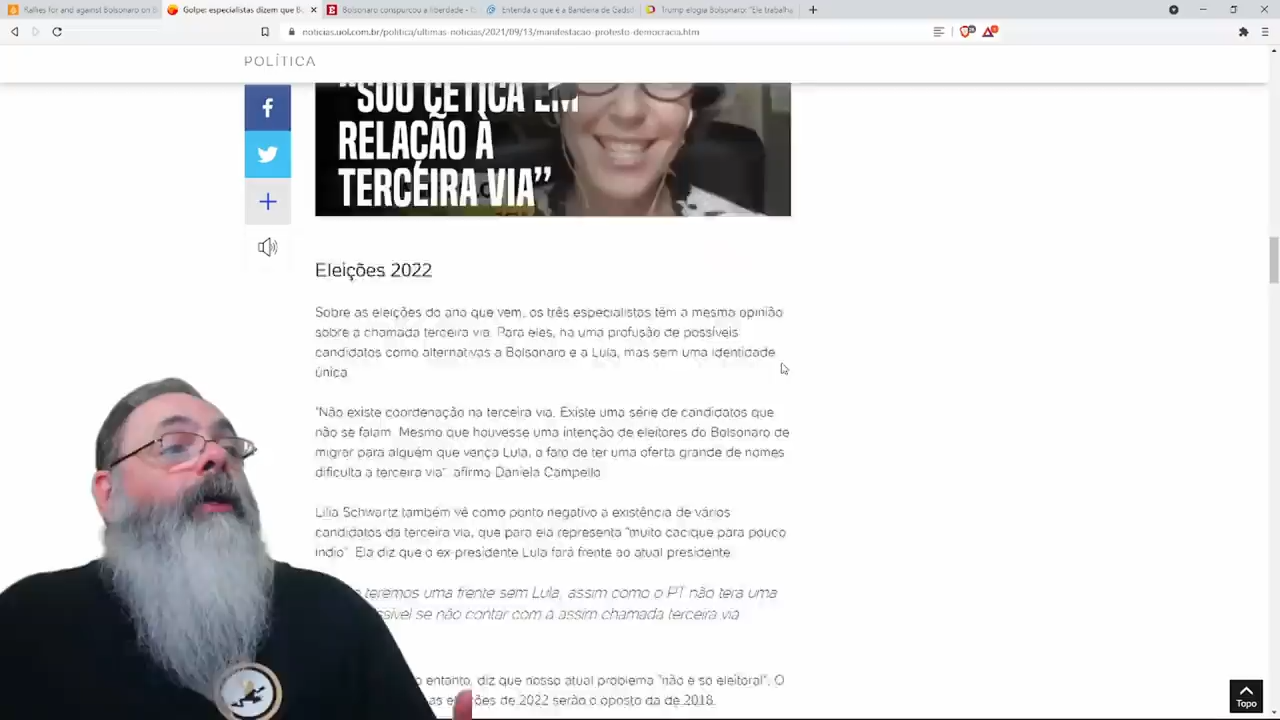 Rallies for and against Bolsonaro on B
Golpe: especialistas dizem que B
Bolsonaro conspurcou a liberdade -
Entenda o que é a Bandeira de Gadsd
Trump elogia Bolsonaro: "Ele trabalha
noticias.uol.com.br/politica/ultimas-noticias/2021/09/13/manifestacao-protesto-democracia.htm
POLÍTICA
"SOU CÉTICA EM
RELAÇÃO À
TERCEIRA VIA"
Eleições 2022
Sobre as eleições do ano que vem, os três especialistas têm a mesma opinião
sobre a chamada terceira via. Para eles, há uma profusão de possíveis
candidatos como alternativas a Bolsonaro e a Lula, mas sem uma identidade
única.
"Não existe coordenação na terceira via. Existe uma série de candidatos que
não se falam. Mesmo que houvesse uma intenção de eleitores do Bolsonaro de
migrar para alguém que vença Lula, o fato de ter uma oferta grande de nomes
dificulta a terceira via", afirma Daniela Campello.
Lilia Schwartz também vê como ponto negativo a existência de vários
candidatos da terceira via, que para ela representa "muito cacique para pouco
índio". Ela diz que o ex-presidente Lula fará frente ao atual presidente.
teremos uma frente sem Lula, assim como o PT não terá uma
ssível se não contar com a assim chamada terceira via
entanto, diz que nosso atual problema "não é só eleitoral". O
as eleições de 2022 serão o oposto da de 2018.
Topo